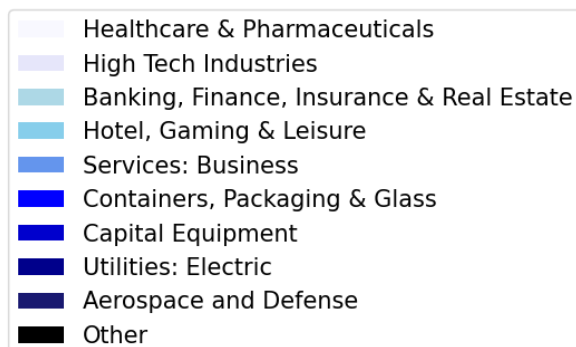 Healthcare & Pharmaceuticals
High Tech Industries
Banking, Finance, Insurance & Real Estate
Hotel, Gaming & Leisure
Services: Business
Containers, Packaging & Glass
Capital Equipment
Utilities: Electric
Aerospace and Defense
Other